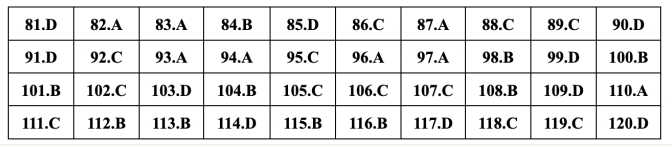 81.D 82.A 83.A 84.B 85.D 86.C 87.A 88.C 89.C 90.D
91.D 92.C 93.A 94.A 95.C 96.A 97.A 98.B 99.D 100.B
101.B 102.C 103.D 104.B 105.C 106.C 107.C 108.B 109.D 110.A
111.C 112.B 113.B 114.D 115.B 116.B 117.D 118.C 119.C 120.D